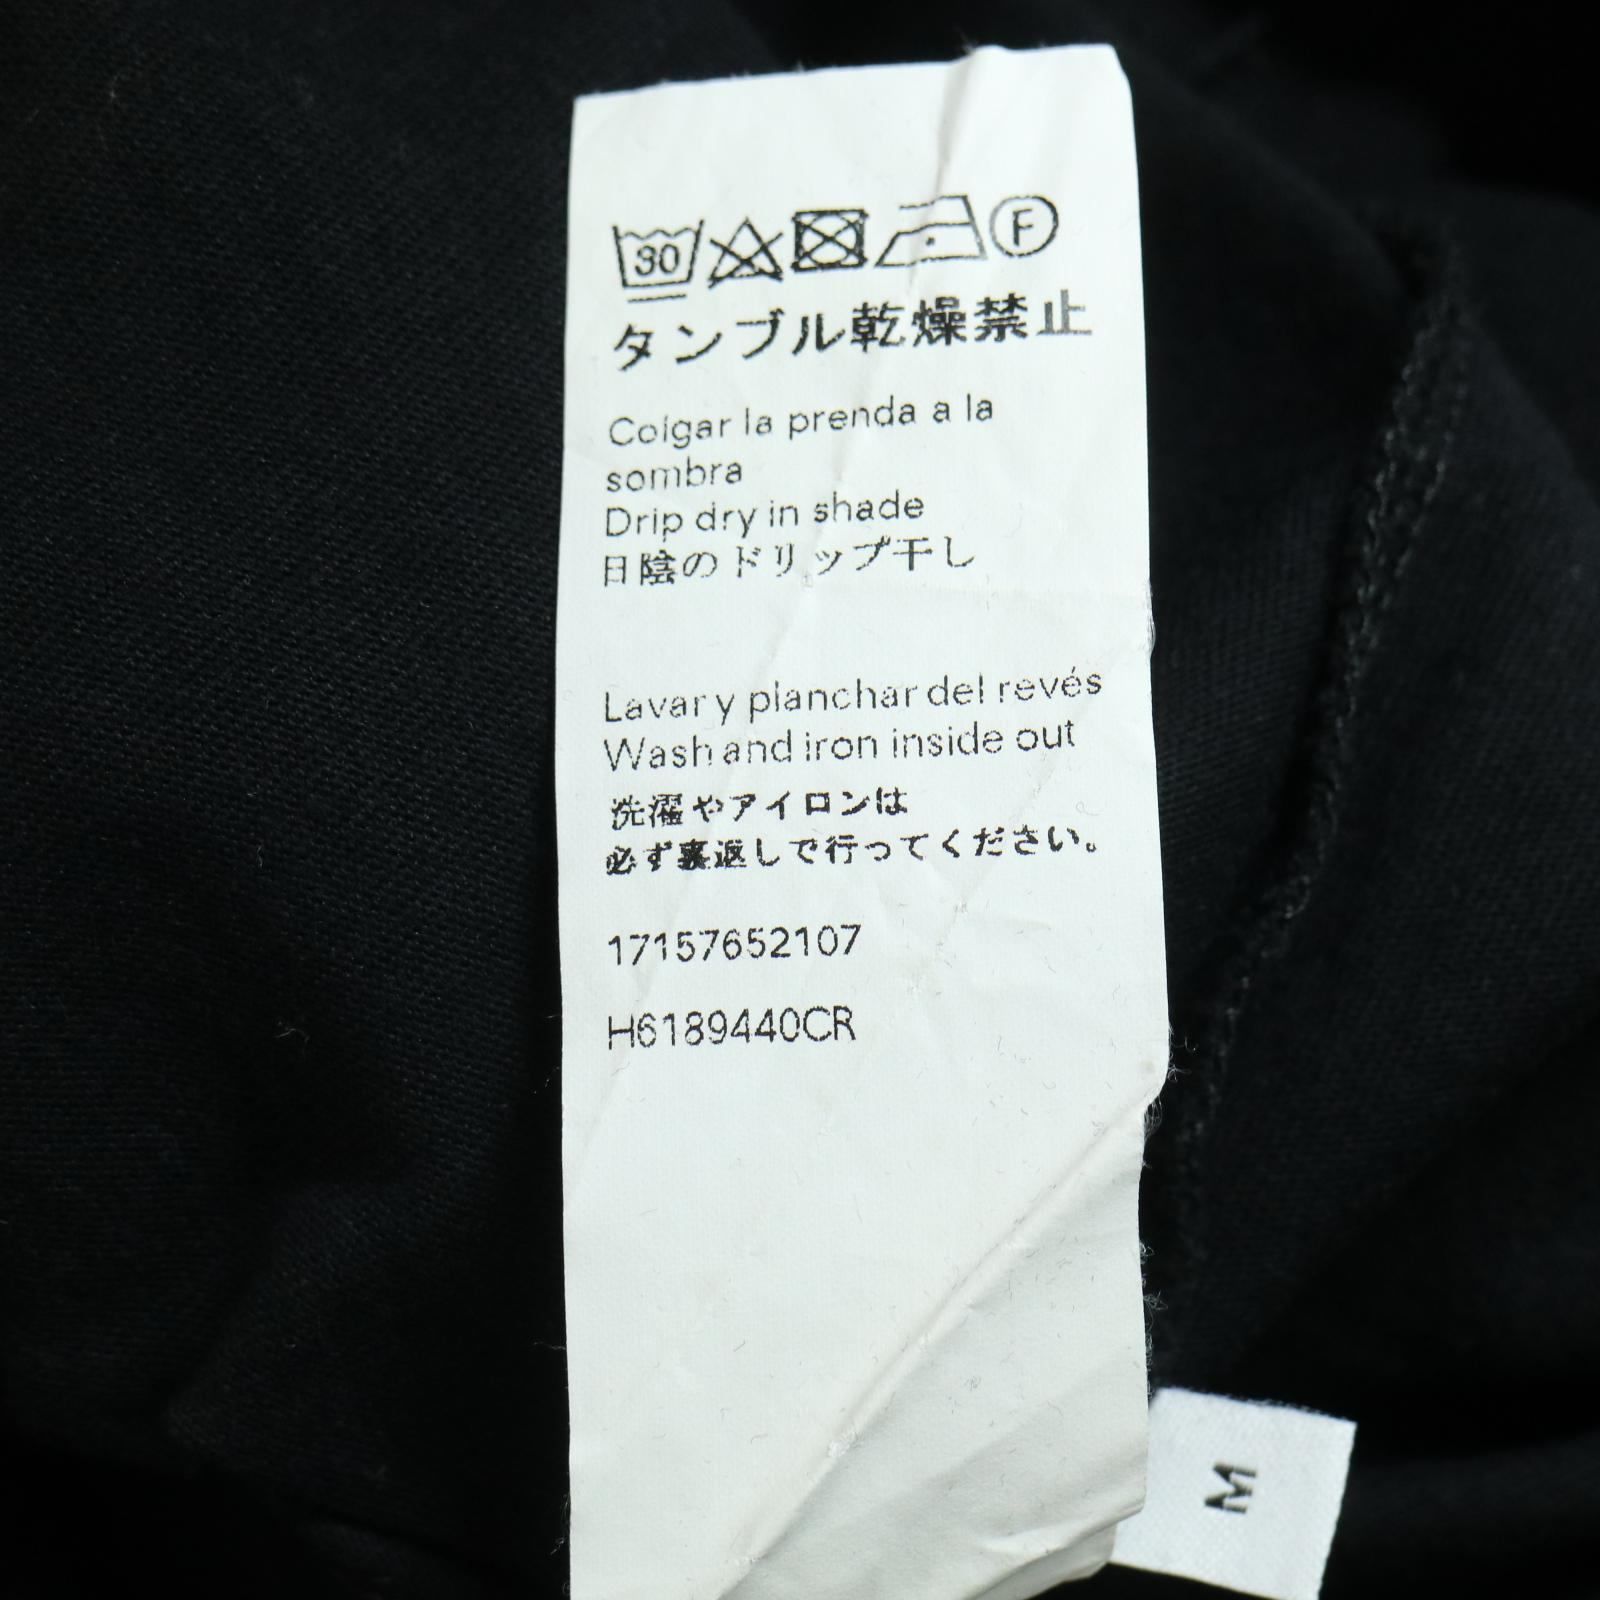 30
F
タンブル乾燥禁止
Colgar la prenda a la
sombra
Drip dry in shade
日陰のドリップ干し
Lavar y planchar del revés
Wash and iron inside out
洗濯やアイロンは
必ず裏返しで行ってください。
17157652107
H6189440CR
M